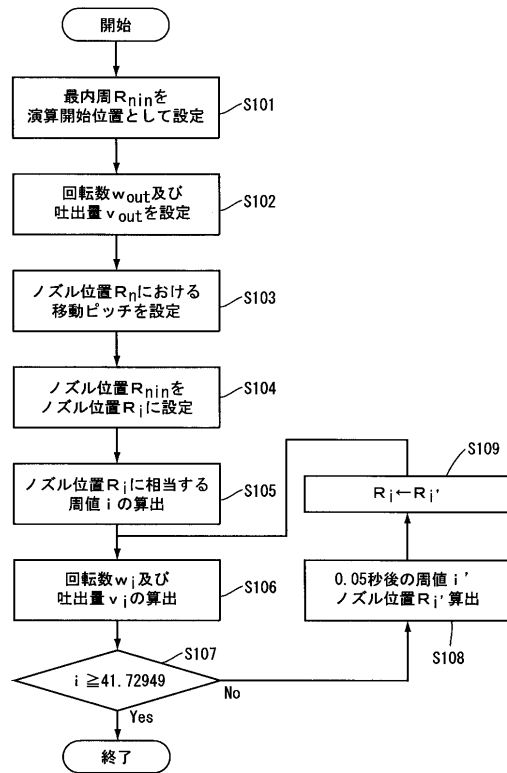 開始
最内周Rninを
演算開始位置として設定
S101
回転数wout及び
吐出量voutを設定
S102
ノズル位置Rnにおける
移動ピッチを設定
S103
ノズル位置Rninを
ノズル位置Riに設定
S104
ノズル位置Riに相当する
周値iの算出
S105
回転数wi及び
吐出量viの算出
S106
S107
i≧41.72949
No
Yes
終了
0.05秒後の周値i'
ノズル位置Ri'算出
S108
Ri←Ri'
S109